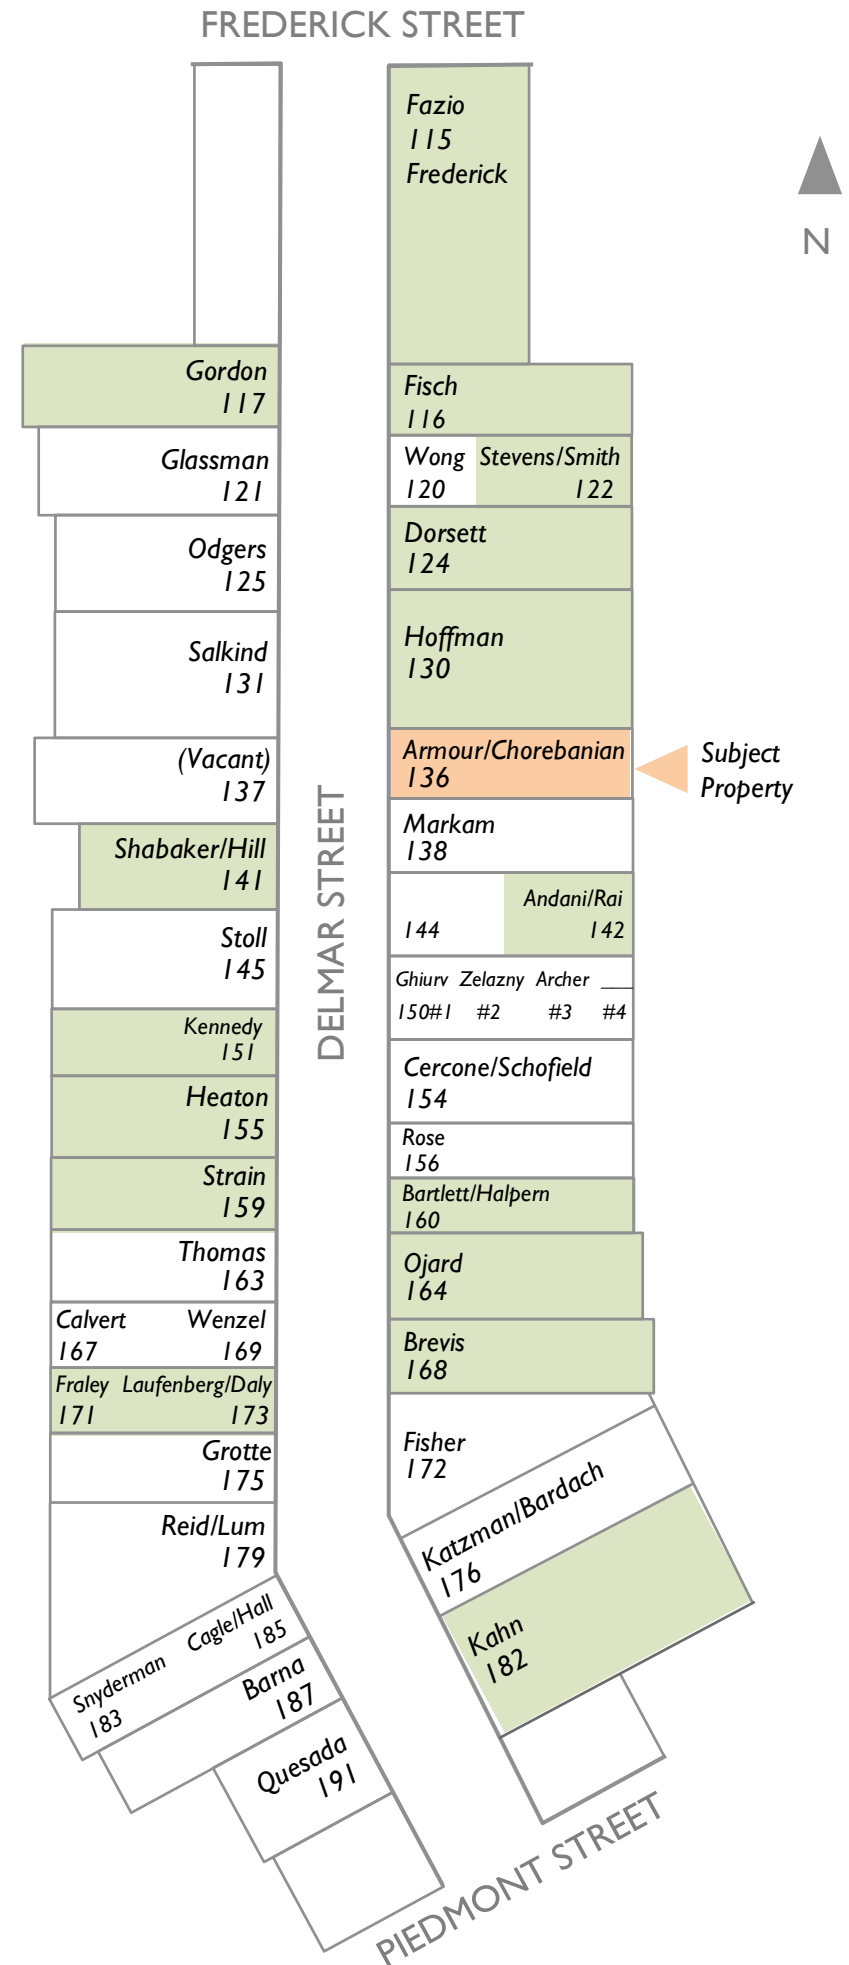 FREDERICK STREET
Fazio
115
Frederick
N
Gordon
117
Glassman
121
Odgers
125
Salkind
131
(Vacant)
137
Shabaker/Hill
141
Stoll
145
Kennedy
151
Heaton
155
Strain
159
Thomas
163
Calvert Wenzel
167 169
Fraley Laufenberg/Daly
171 173
Grotte
175
Reid/Lum
179
Snyderman Cagle/Hall
183 185
Barna
187
Quesada
191
DELMAR STREET
Fisch
116
Wong Stevens/Smith
120 122
Dorsett
124
Hoffman
130
Armour/Chorebanian
136
Subject
Property
Markam
138
Andani/Rai
144 142
Ghiurv Zelazny Archer ___
150#1 #2 #3 #4
Cercone/Schofield
154
Rose
156
Bartlett/Halpern
160
Ojard
164
Brevis
168
Fisher
172
Katzman/Bardach
176
Kahn
182
PIEDMONT STREET